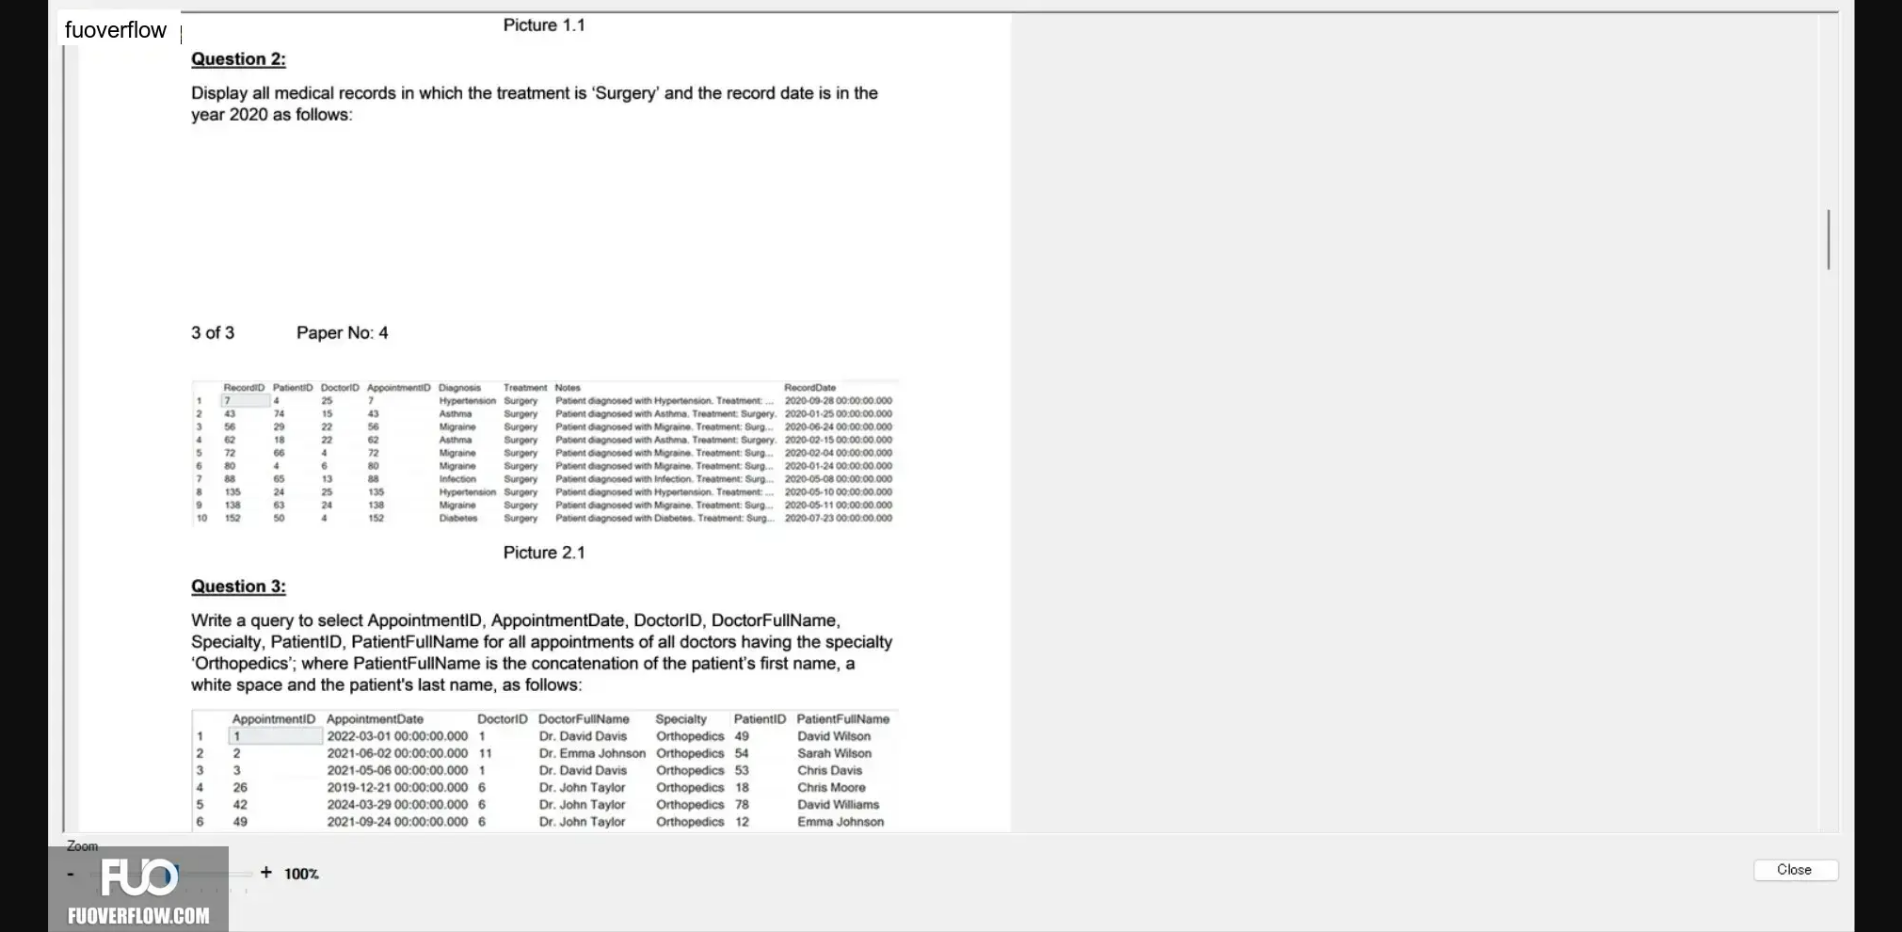 fuoverflow
Picture 1.1
Question 2:
Display all medical records in which the treatment is ‘Surgery’ and the record date is in the
year 2020 as follows:
3 of 3 Paper No: 4
RecordID PatientID DoctorID AppointmentID Diagnosis Treatment Notes RecordDate
1 7 4 25 7 Hypertension Surgery Patient diagnosed with Hypertension. Treatment: ... 2020-09-28 00:00:00.000
2 43 74 15 43 Asthma Surgery Patient diagnosed with Asthma. Treatment: Surgery. 2020-01-25 00:00:00.000
3 56 29 22 56 Migraine Surgery Patient diagnosed with Migraine. Treatment: Surg... 2020-06-24 00:00:00.000
4 62 18 22 62 Asthma Surgery Patient diagnosed with Asthma. Treatment: Surgery. 2020-02-15 00:00:00.000
5 72 66 4 72 Migraine Surgery Patient diagnosed with Migraine. Treatment: Surg... 2020-02-04 00:00:00.000
6 80 4 6 80 Migraine Surgery Patient diagnosed with Migraine. Treatment: Surg... 2020-01-24 00:00:00.000
7 88 65 13 88 Infection Surgery Patient diagnosed with Infection. Treatment: Surg... 2020-05-08 00:00:00.000
8 135 24 25 135 Hypertension Surgery Patient diagnosed with Hypertension. Treatment: ... 2020-05-10 00:00:00.000
9 138 63 24 138 Migraine Surgery Patient diagnosed with Migraine. Treatment: Surg... 2020-05-11 00:00:00.000
10 152 50 4 152 Diabetes Surgery Patient diagnosed with Diabetes. Treatment: Surg... 2020-07-23 00:00:00.000
Picture 2.1
Question 3:
Write a query to select AppointmentID, AppointmentDate, DoctorID, DoctorFullName,
Specialty, PatientID, PatientFullName for all appointments of all doctors having the specialty
‘Orthopedics’; where PatientFullName is the concatenation of the patient’s first name, a
white space and the patient's last name, as follows:
AppointmentID AppointmentDate DoctorID DoctorFullName Specialty PatientID PatientFullName
1 1 2022-03-01 00:00:00.000 1 Dr. David Davis Orthopedics 49 David Wilson
2 2 2021-06-02 00:00:00.000 11 Dr. Emma Johnson Orthopedics 54 Sarah Wilson
3 3 2021-05-06 00:00:00.000 1 Dr. David Davis Orthopedics 53 Chris Davis
4 26 2019-12-21 00:00:00.000 6 Dr. John Taylor Orthopedics 18 Chris Moore
5 42 2024-03-29 00:00:00.000 6 Dr. John Taylor Orthopedics 78 David Williams
6 49 2021-09-24 00:00:00.000 6 Dr. John Taylor Orthopedics 12 Emma Johnson
Zoom
- + 100%
Close
FUO
FUOVERFLOW.COM